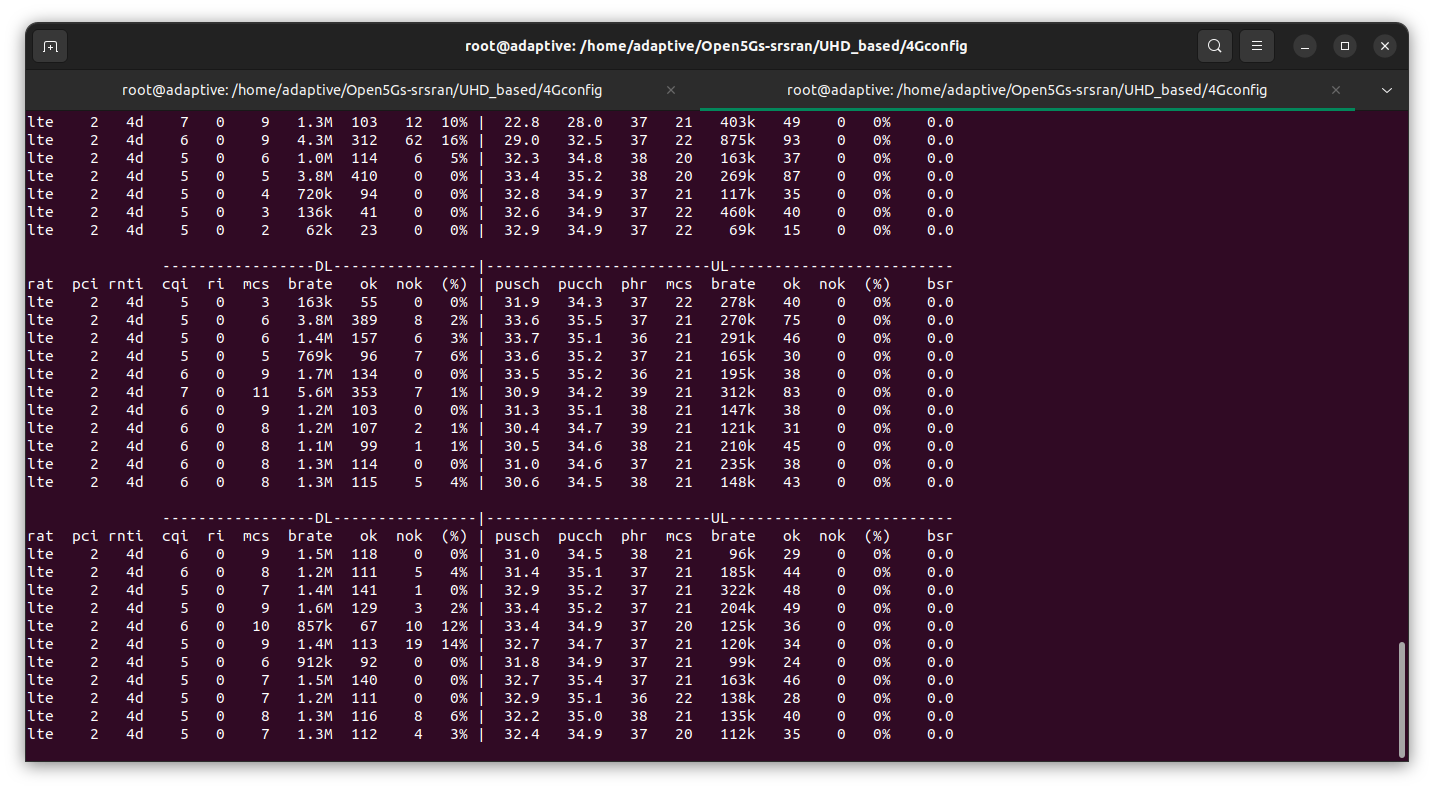 root@adaptive: /home/adaptive/Open5Gs-srsran/UHD_based/4Gconfig
root@adaptive: /home/adaptive/Open5Gs-srsran/UHD_based/4Gconfig × root@adaptive: /home/adaptive/Open5Gs-srsran/UHD_based/4Gconfig ×
lte 2 4d 7 0 9 1.3M 103 12 10% | 22.8 28.0 37 21 403k 49 0 0% 0.0
lte 2 4d 6 0 9 4.3M 312 62 16% | 29.0 32.5 37 22 875k 93 0 0% 0.0
lte 2 4d 5 0 6 1.0M 114 6 5% | 32.3 34.8 38 20 163k 37 0 0% 0.0
lte 2 4d 5 0 5 3.8M 410 0 0% | 33.4 35.2 38 20 269k 87 0 0% 0.0
lte 2 4d 5 0 4 720k 94 0 0% | 32.8 34.9 37 21 117k 35 0 0% 0.0
lte 2 4d 5 0 3 136k 41 0 0% | 32.6 34.9 37 22 460k 40 0 0% 0.0
lte 2 4d 5 0 2 62k 23 0 0% | 32.9 34.9 37 22 69k 15 0 0% 0.0
-----------------DL----------------|-------------------------UL-------------------------
rat pci rnti cqi ri mcs brate ok nok (%) | pusch pucch phr mcs brate ok nok (%) bsr
lte 2 4d 5 0 3 163k 55 0 0% | 31.9 34.3 37 22 278k 40 0 0% 0.0
lte 2 4d 5 0 6 3.8M 389 8 2% | 33.6 35.5 37 21 270k 75 0 0% 0.0
lte 2 4d 5 0 6 1.4M 157 6 3% | 33.7 35.1 36 21 291k 46 0 0% 0.0
lte 2 4d 5 0 5 769k 96 7 6% | 33.6 35.2 37 21 165k 30 0 0% 0.0
lte 2 4d 6 0 9 1.7M 134 0 0% | 33.5 35.2 36 21 195k 38 0 0% 0.0
lte 2 4d 7 0 11 5.6M 353 7 1% | 30.9 34.2 39 21 312k 83 0 0% 0.0
lte 2 4d 6 0 9 1.2M 103 0 0% | 31.3 35.1 38 21 147k 38 0 0% 0.0
lte 2 4d 6 0 8 1.2M 107 2 1% | 30.4 34.7 39 21 121k 31 0 0% 0.0
lte 2 4d 6 0 8 1.1M 99 1 1% | 30.5 34.6 38 21 210k 45 0 0% 0.0
lte 2 4d 6 0 8 1.3M 114 0 0% | 31.0 34.6 37 21 235k 38 0 0% 0.0
lte 2 4d 6 0 8 1.3M 115 5 4% | 30.6 34.5 38 21 148k 43 0 0% 0.0
-----------------DL----------------|-------------------------UL-------------------------
rat pci rnti cqi ri mcs brate ok nok (%) | pusch pucch phr mcs brate ok nok (%) bsr
lte 2 4d 6 0 9 1.5M 118 0 0% | 31.0 34.5 38 21 96k 29 0 0% 0.0
lte 2 4d 6 0 8 1.2M 111 5 4% | 31.4 35.1 37 21 185k 44 0 0% 0.0
lte 2 4d 5 0 7 1.4M 141 1 0% | 32.9 35.2 37 21 322k 48 0 0% 0.0
lte 2 4d 5 0 9 1.6M 129 3 2% | 33.4 35.2 37 21 204k 49 0 0% 0.0
lte 2 4d 6 0 10 857k 67 10 12% | 33.4 34.9 37 20 125k 36 0 0% 0.0
lte 2 4d 5 0 9 1.4M 113 19 14% | 32.7 34.7 37 21 120k 34 0 0% 0.0
lte 2 4d 5 0 6 912k 92 0 0% | 31.8 34.9 37 21 99k 24 0 0% 0.0
lte 2 4d 5 0 7 1.5M 140 0 0% | 32.7 35.4 37 21 163k 46 0 0% 0.0
lte 2 4d 5 0 7 1.2M 111 0 0% | 32.9 35.1 36 22 138k 28 0 0% 0.0
lte 2 4d 5 0 8 1.3M 116 8 6% | 32.2 35.0 38 21 135k 40 0 0% 0.0
lte 2 4d 5 0 7 1.3M 112 4 3% | 32.4 34.9 37 20 112k 35 0 0% 0.0